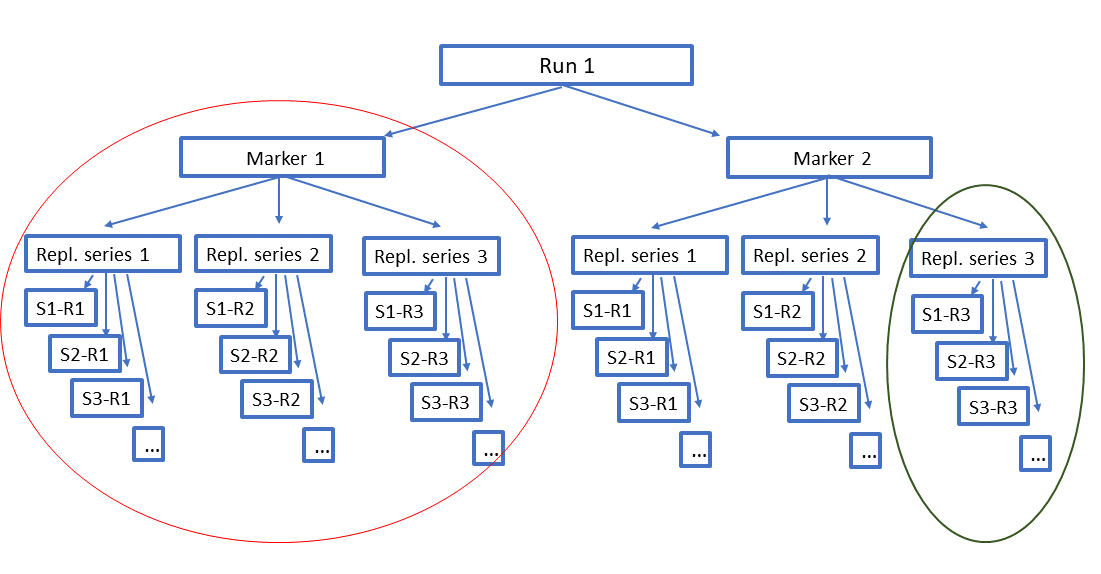 Run 1
Marker 1
Marker 2
Repl. series 1
Repl. series 2
Repl. series 3
Repl. series 1
Repl. series 2
Repl. series 3
S1-R1
S1-R2
S1-R3
S1-R1
S1-R2
S1-R3
S2-R1
S2-R2
S2-R3
S2-R1
S2-R2
S2-R3
S3-R1
S3-R2
S3-R3
S3-R1
S3-R2
S3-R3
...
...
...
...
...
...